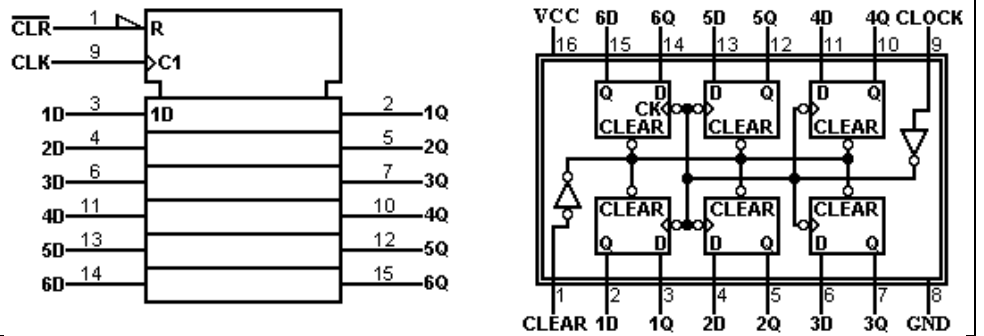 CLR 1 R
CLK 9 C1
1D 3 1D 2 1Q
2D 4 5 2Q
3D 6 7 3Q
4D 11 10 4Q
5D 13 12 5Q
6D 14 15 6Q
VCC 6D 6Q 5D 5Q 4D 4Q CLOCK
16 15 14 13 12 11 10 9
Q D D Q D Q
CK
CLEAR CLEAR CLEAR
CLEAR CLEAR CLEAR
Q D D Q D Q
1 2 3 4 5 6 7 8
CLEAR 1D 1Q 2D 2Q 3D 3Q GND